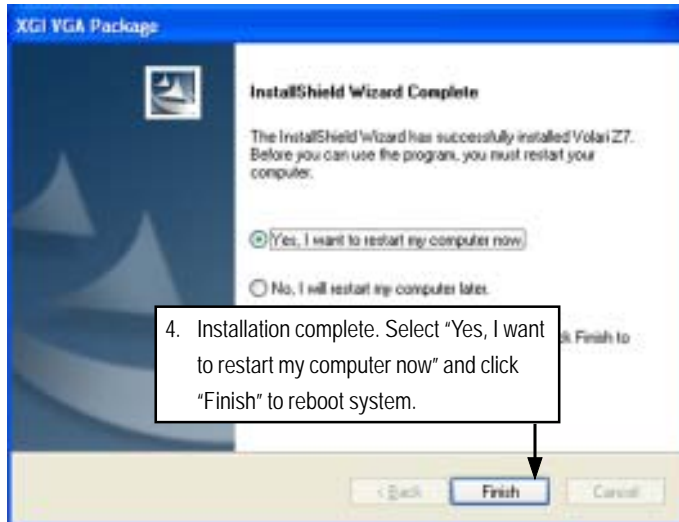 XGI VGA Package
InstallShield Wizard Complete
The InstallShield Wizard has successfully installed Volari Z7.
Before you can use the program, you must restart your
computer.
Yes, I want to restart my computer now.
No, I will restart my computer later.
4. Installation complete. Select “Yes, I want
to restart my computer now” and click
“Finish” to reboot system.
Finish to
< Back
Finish
Cancel